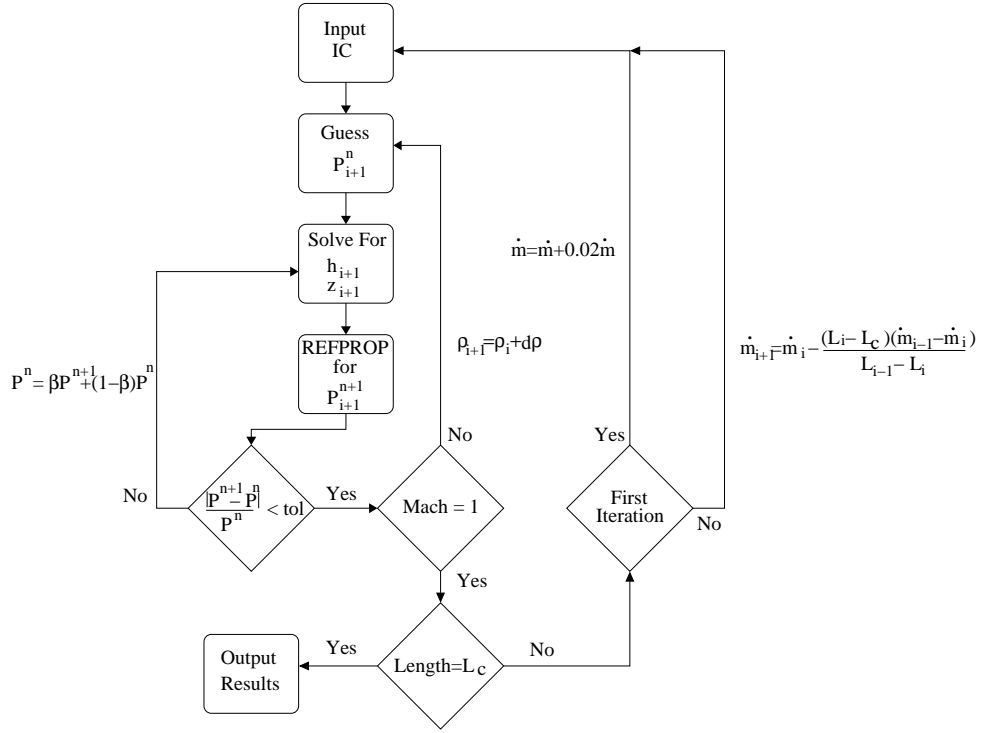 Input
IC
Guess
P^n_{i+1}
Solve For
h_{i+1}
z_{i+1}
REFPROP
for
P^{n+1}_{i+1}
P^n = βP^{n+1}+(1−β)P^n
No
|P^{n+1} − P^n|
P^n
< tol
Yes
Mach = 1
No
ρ_{i+1}=ρ_i+dρ
Yes
Length=L_c
Yes
Output
Results
No
First
Iteration
Yes
ṁ=ṁ+0.02ṁ
No
ṁ_{i+1}=ṁ_i − (L_i − L_c)(ṁ_{i−1}−ṁ_i)
L_{i−1} − L_i